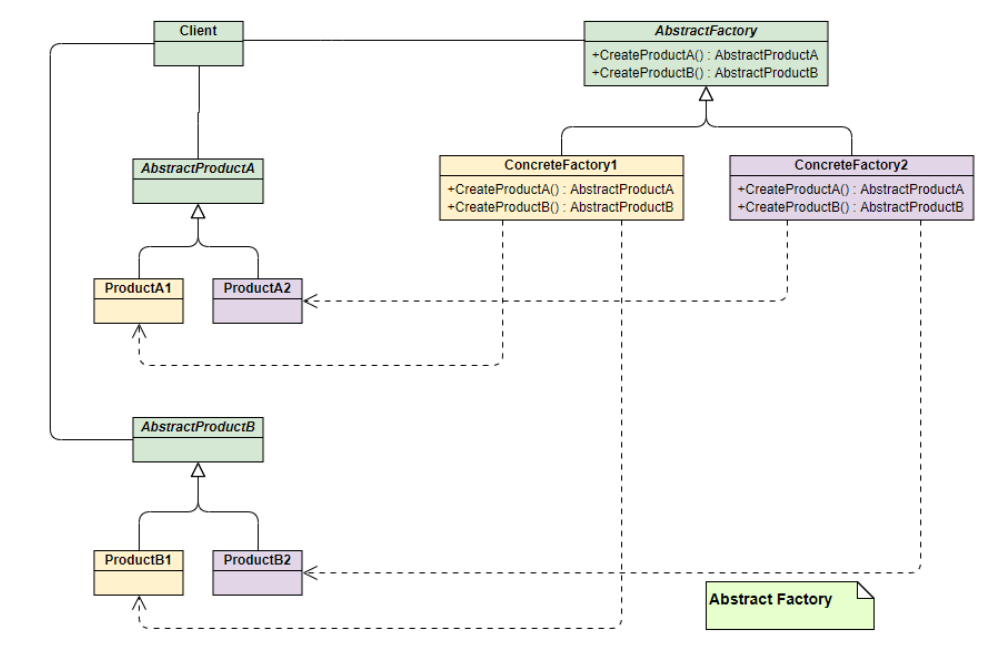 Client
AbstractFactory
+CreateProductA() : AbstractProductA
+CreateProductB() : AbstractProductB
AbstractProductA
ConcreteFactory1
+CreateProductA() : AbstractProductA
+CreateProductB() : AbstractProductB
ConcreteFactory2
+CreateProductA() : AbstractProductA
+CreateProductB() : AbstractProductB
ProductA1
ProductA2
AbstractProductB
ProductB1
ProductB2
Abstract Factory